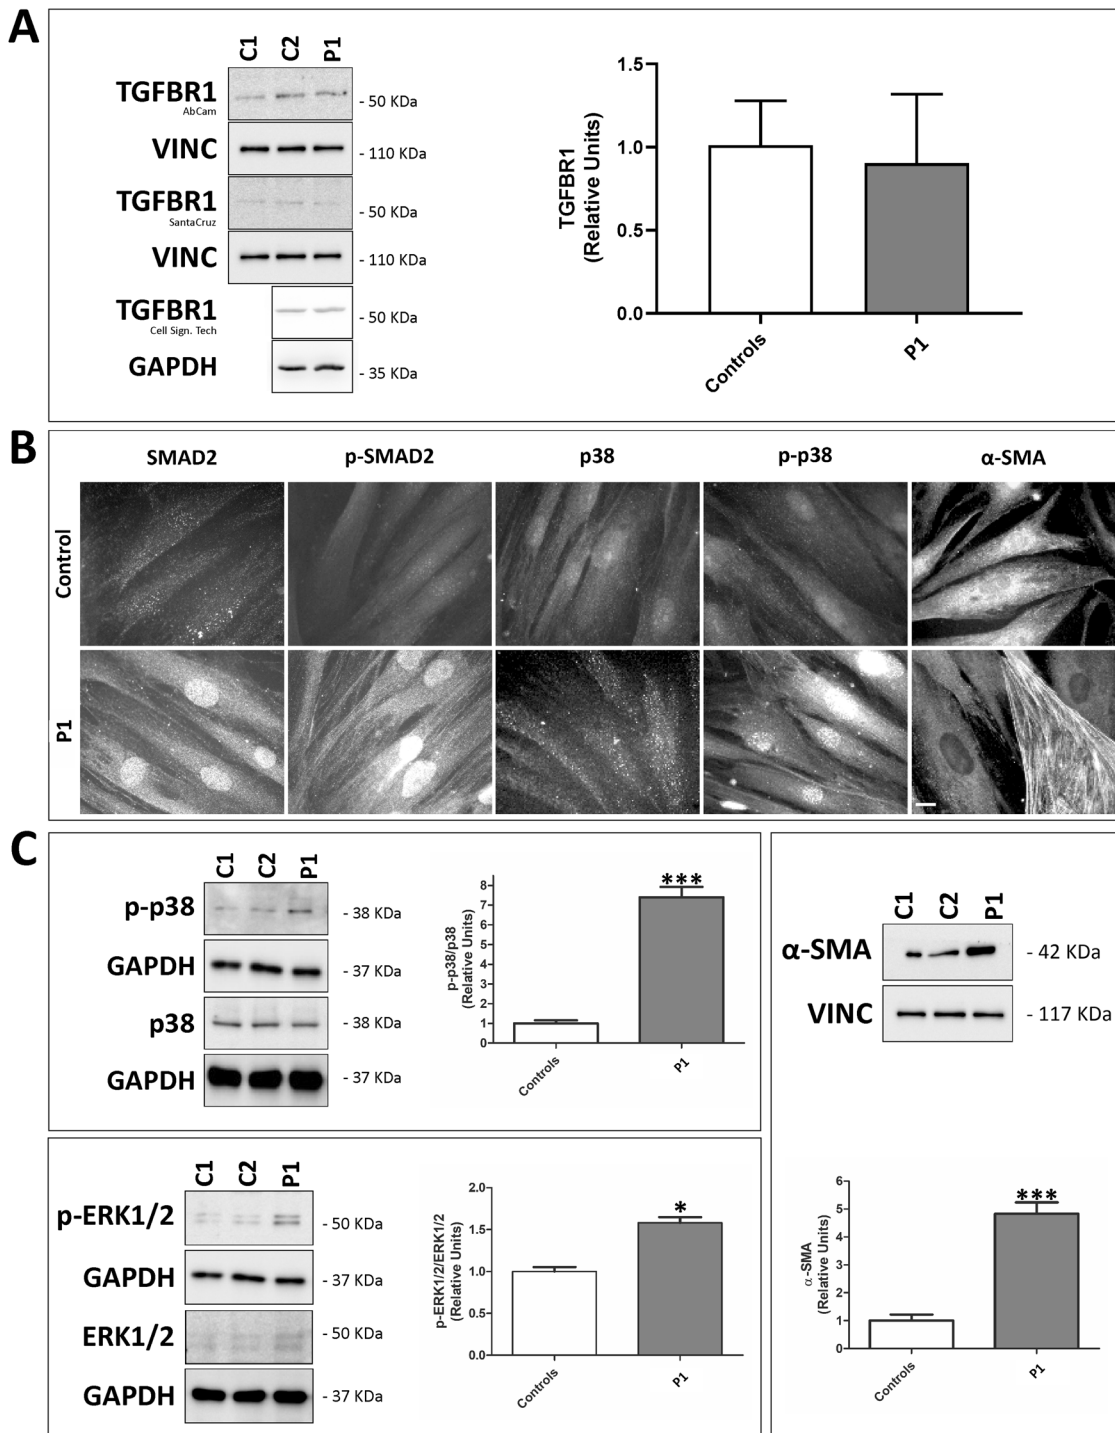 A
C1 C2 P1
TGFBR1
AbCam
- 50 KDa
VINC
- 110 KDa
TGFBR1
SantaCruz
- 50 KDa
VINC
- 110 KDa
TGFBR1
Cell Sign. Tech
- 50 KDa
GAPDH
- 35 KDa
TGFBR1
(Relative Units)
1.5
1.0
0.5
0.0
Controls
P1
B
SMAD2 p-SMAD2 p38 p-p38 α-SMA
Control
P1
C
C1 C2 P1
p-p38
- 38 KDa
GAPDH
- 37 KDa
p38
- 38 KDa
GAPDH
- 37 KDa
p-p38/p38
(Relative Units)
8
7
6
5
4
3
2
1
0
***
Controls
P1
C1 C2 P1
p-ERK1/2
- 50 KDa
GAPDH
- 37 KDa
ERK1/2
- 50 KDa
GAPDH
- 37 KDa
p-ERK1/2/ERK1/2
(Relative Units)
2.0
1.5
1.0
0.5
0.0
*
Controls
P1
C1 C2 P1
α-SMA
- 42 KDa
VINC
- 117 KDa
α-SMA
(Relative Units)
6
5
4
3
2
1
0
***
Controls
P1